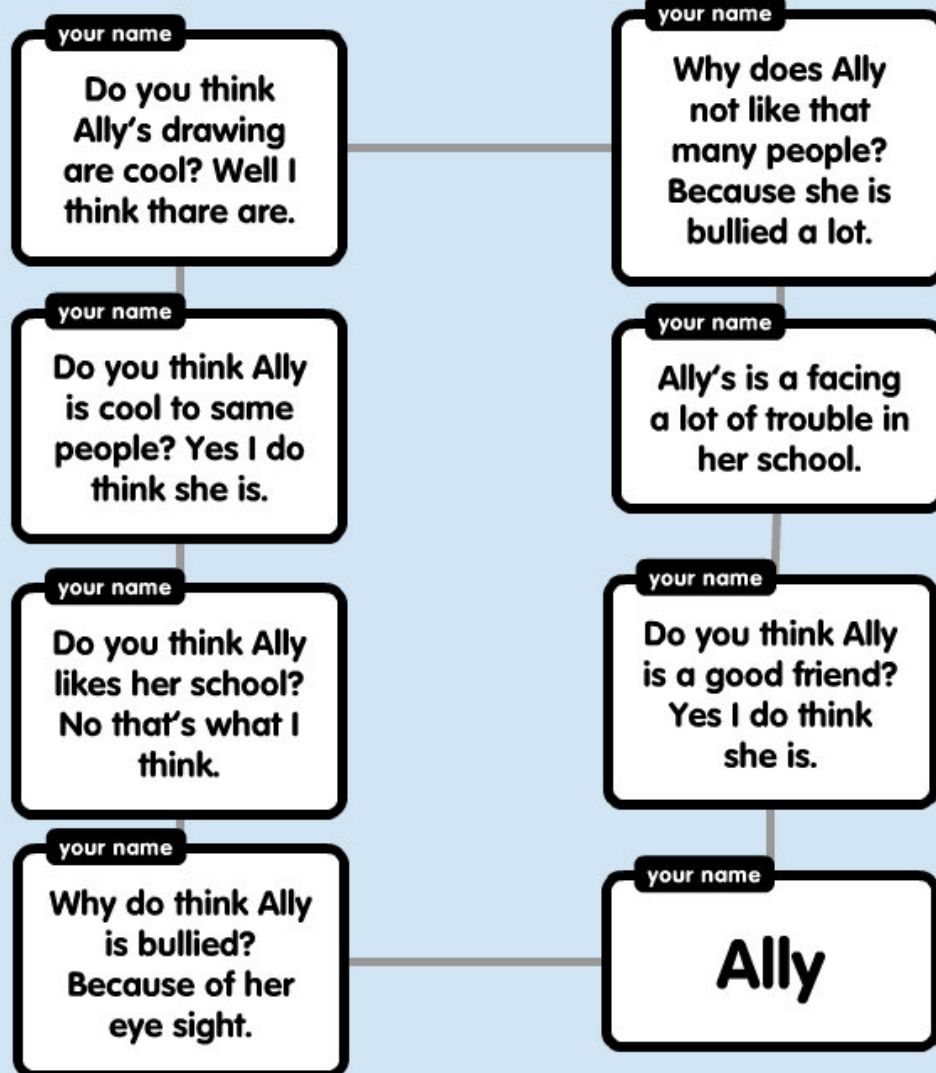 your name
Do you think
Ally's drawing
are cool? Well I
think thare are.
your name
Do you think Ally
is cool to same
people? Yes I do
think she is.
your name
Do you think Ally
likes her school?
No that's what I
think.
your name
Why do think Ally
is bullied?
Because of her
eye sight.
your name
Why does Ally
not like that
many people?
Because she is
bullied a lot.
your name
Ally's is a facing
a lot of trouble in
her school.
your name
Do you think Ally
is a good friend?
Yes I do think
she is.
your name
Ally